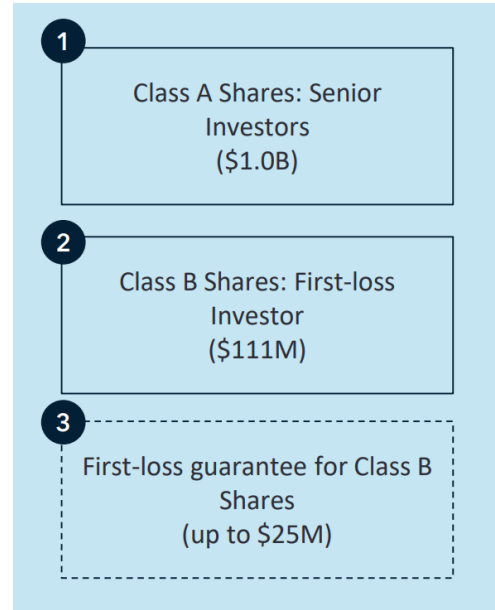 1
Class A Shares: Senior
Investors
($1.0B)
2
Class B Shares: First-loss
Investor
($111M)
3
First-loss guarantee for Class B
Shares
(up to $25M)